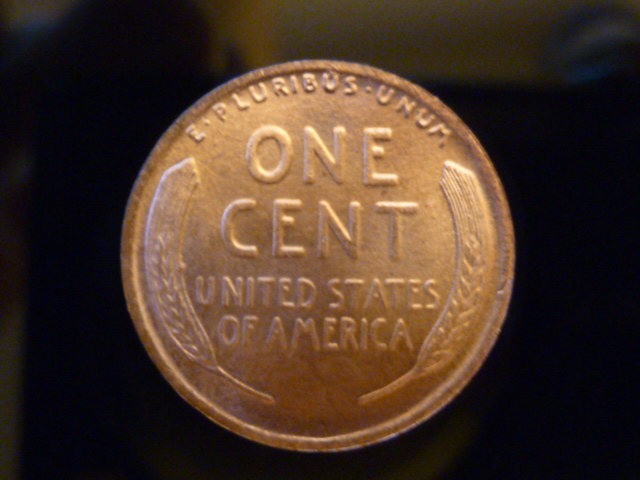 E·PLURIBUS·UNUM
ONE
CENT
UNITED STATES
OF AMERICA